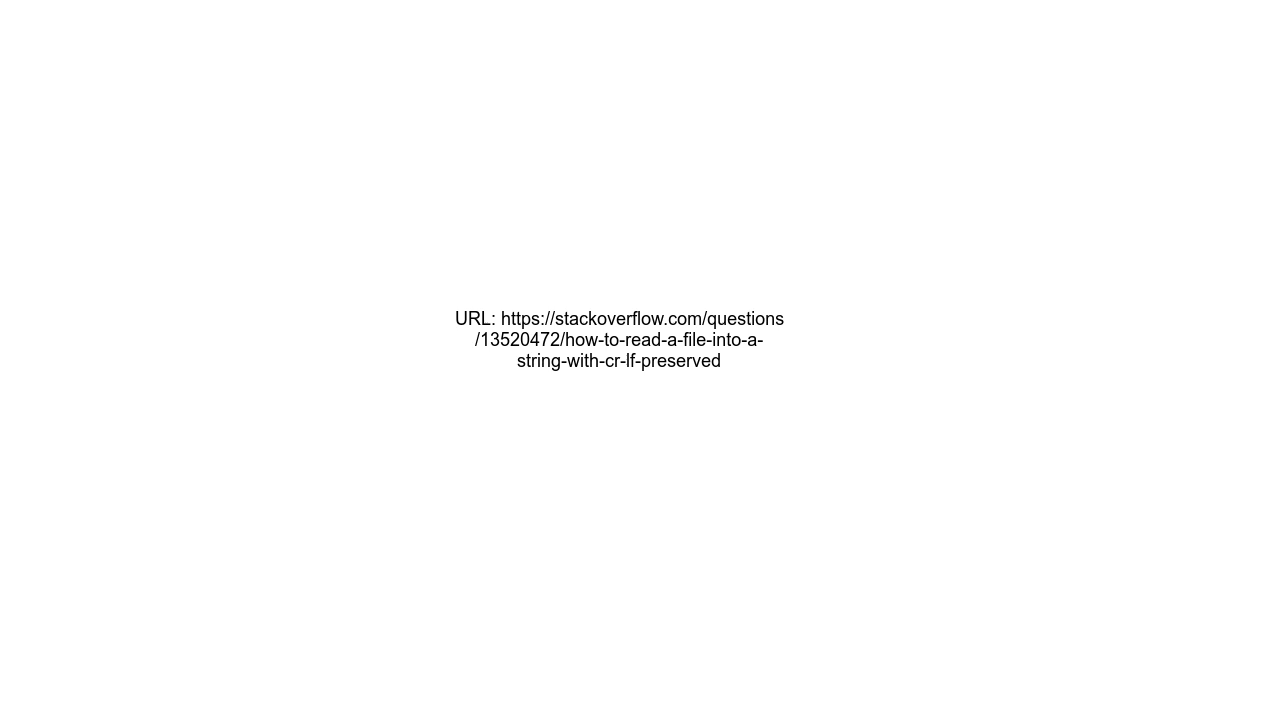 URL: https://stackoverflow.com/questions
/13520472/how-to-read-a-file-into-a-
string-with-cr-lf-preserved